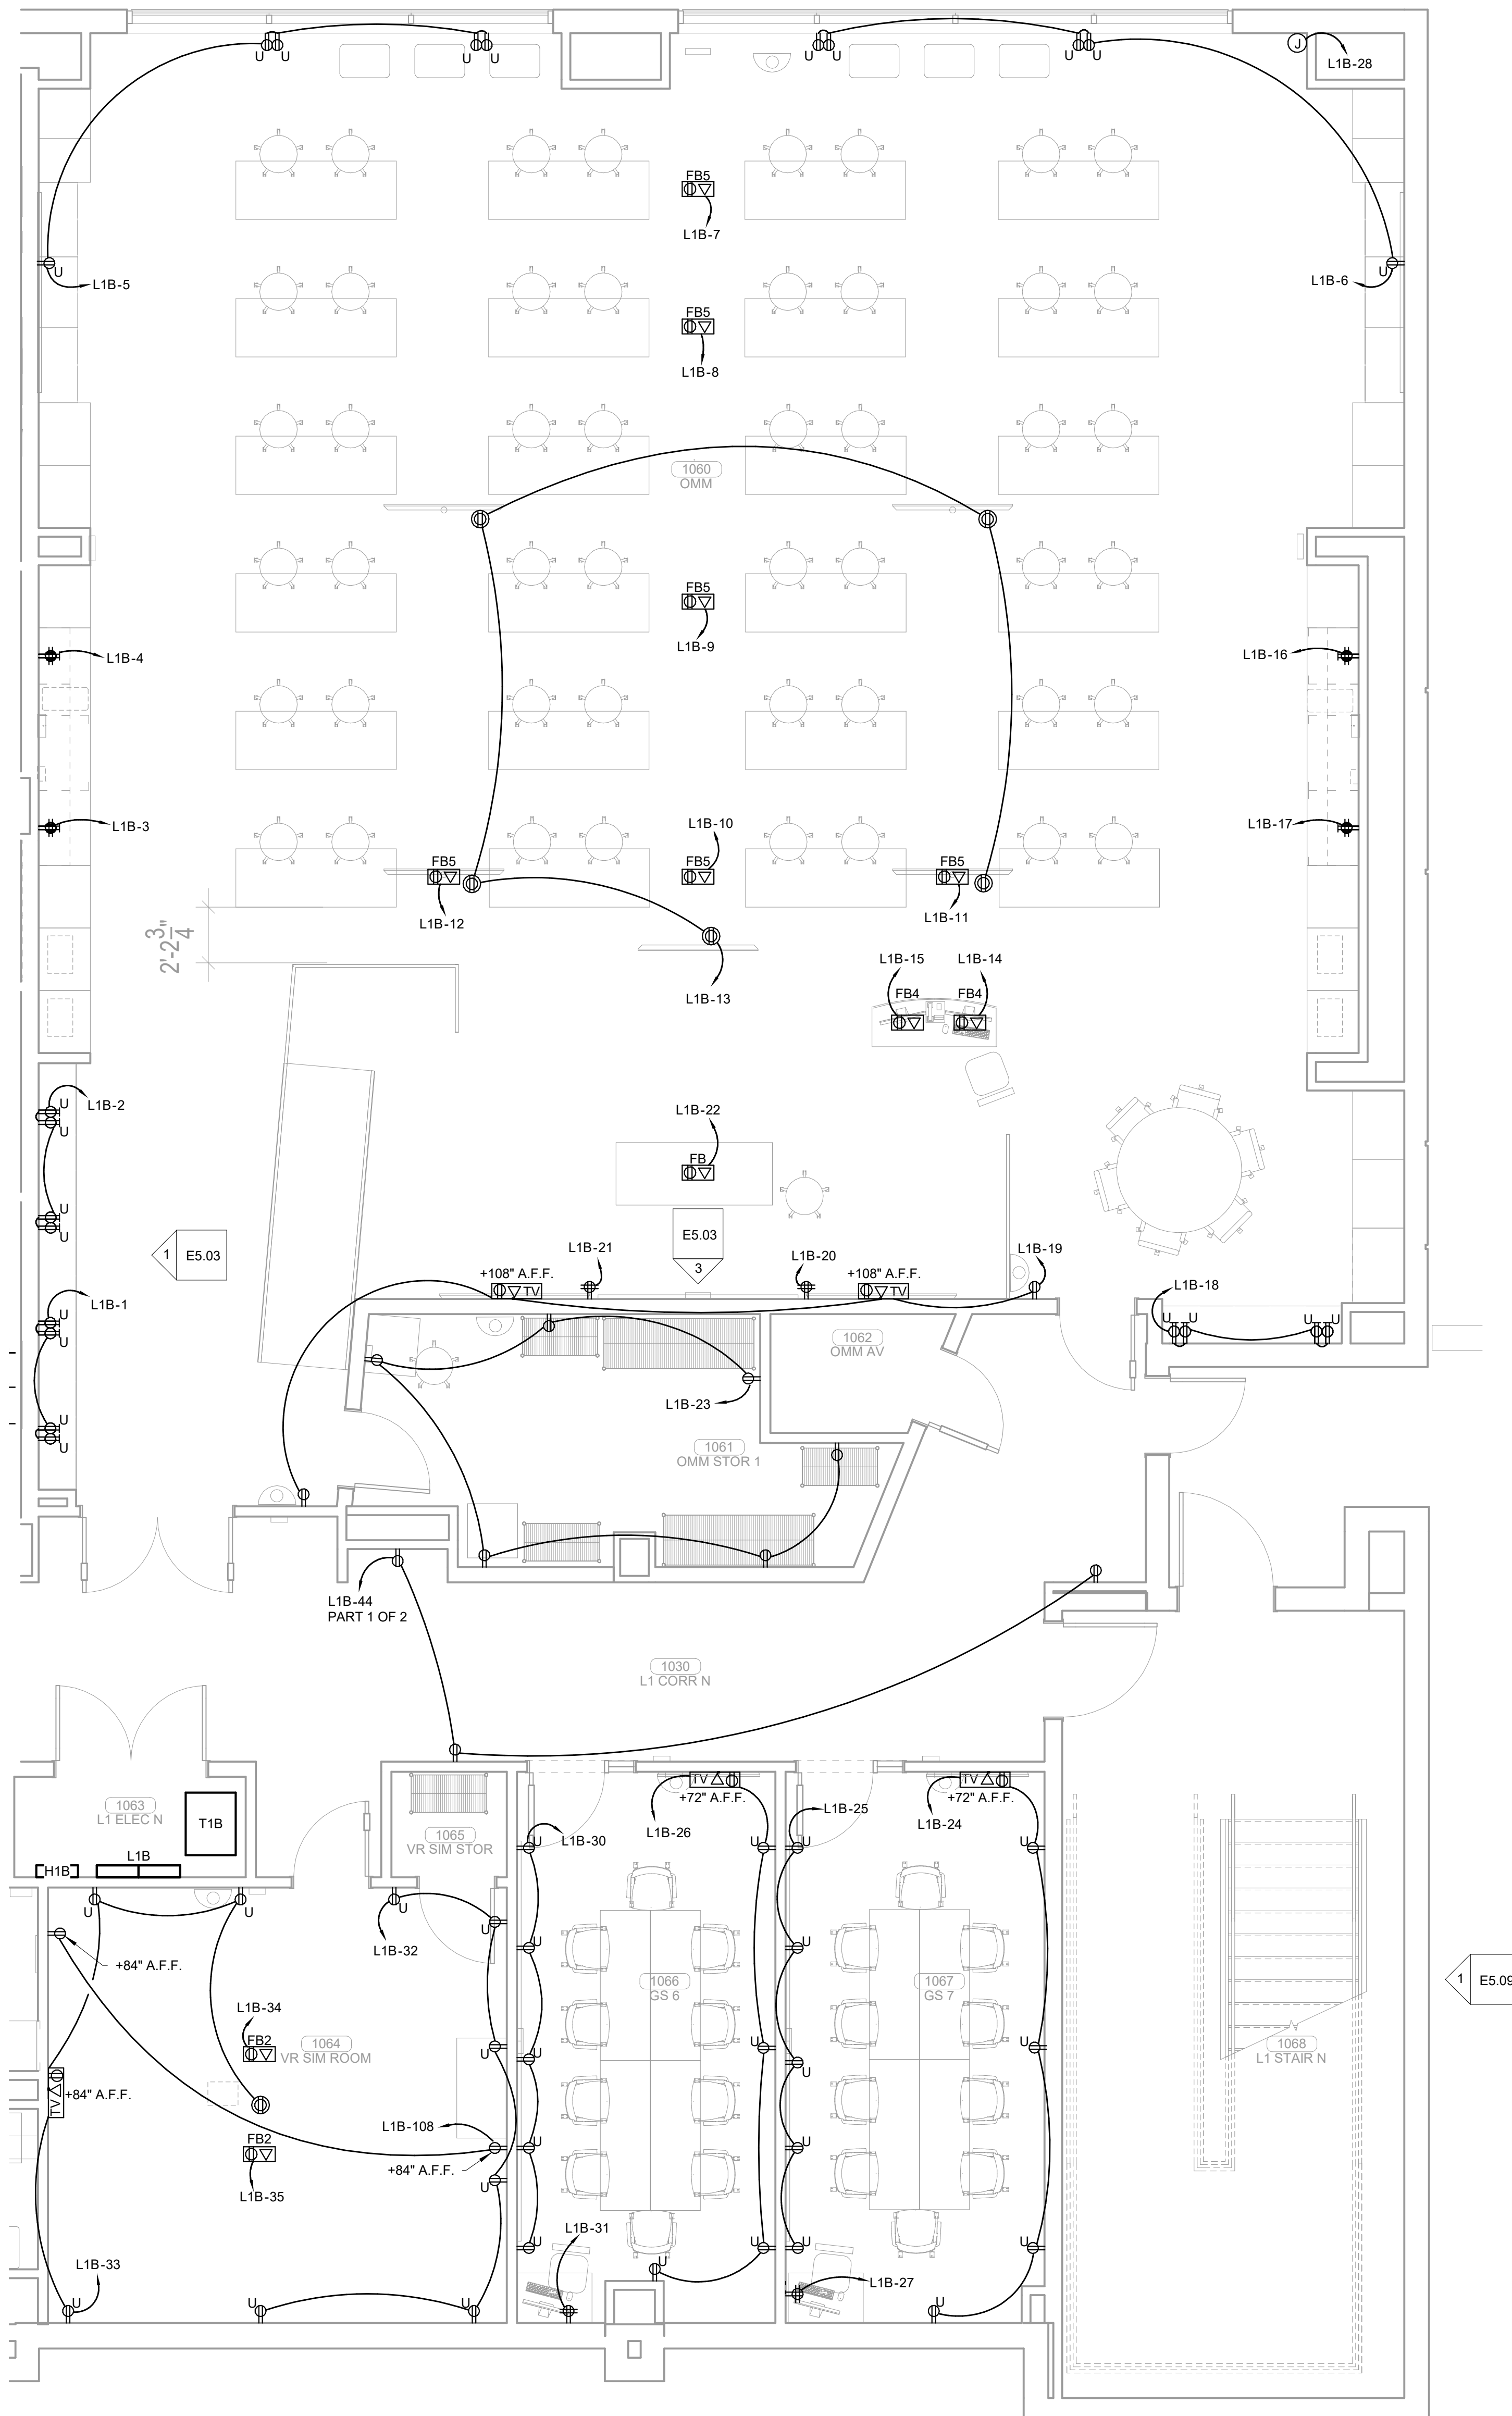 U U
U U
U U
U U
J
L1B-28
FB5
L1B-7
U
L1B-5
U
L1B-6
FB5
L1B-8
1060
OMM
FB5
L1B-9
L1B-4
L1B-16
L1B-3
L1B-17
L1B-10
FB5
FB5
FB5
L1B-12
L1B-11
2'-2 3/4"
L1B-13
L1B-15
L1B-14
FB4
FB4
U
L1B-2
U
L1B-22
FB
U
U
1
E5.03
E5.03
3
L1B-21
L1B-20
L1B-19
+108" A.F.F.
TV
+108" A.F.F.
TV
L1B-18
L1B-1
U
U
U U
U U
1062
OMM AV
L1B-23
U
U
1061
OMM STOR 1
L1B-44
PART 1 OF 2
1030
L1 CORR N
1063
L1 ELEC N
T1B
L1B
H1B
1065
VR SIM STOR
TV
+72" A.F.F.
L1B-26
TV
+72" A.F.F.
L1B-24
L1B-25
U
L1B-30
U
U
U
U
U
U
L1B-32
U
+84" A.F.F.
U
U
1066
GS 6
1067
GS 7
1
E5.09
L1B-34
FB2
1064
VR SIM ROOM
U
U
U
U
U
1068
L1 STAIR N
TV
+84" A.F.F.
L1B-108
+84" A.F.F.
FB2
L1B-35
U
U
U
L1B-31
U
U
U
U
U
L1B-33
L1B-27
U
U
U
U